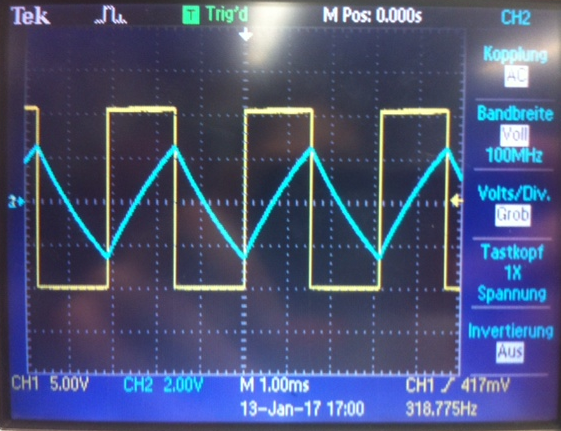 Tek T Trig'd M Pos: 0.000s CH2
Kopplung
AC
Bandbreite
Voll
100MHz
Volts/Div.
Grob
Tastkopf
1X
Spannung
Invertierung
Aus
2
CH1 5.00V CH2 2.00V M 1.00ms CH1 417mV
13-Jan-17 17:00 318.775Hz